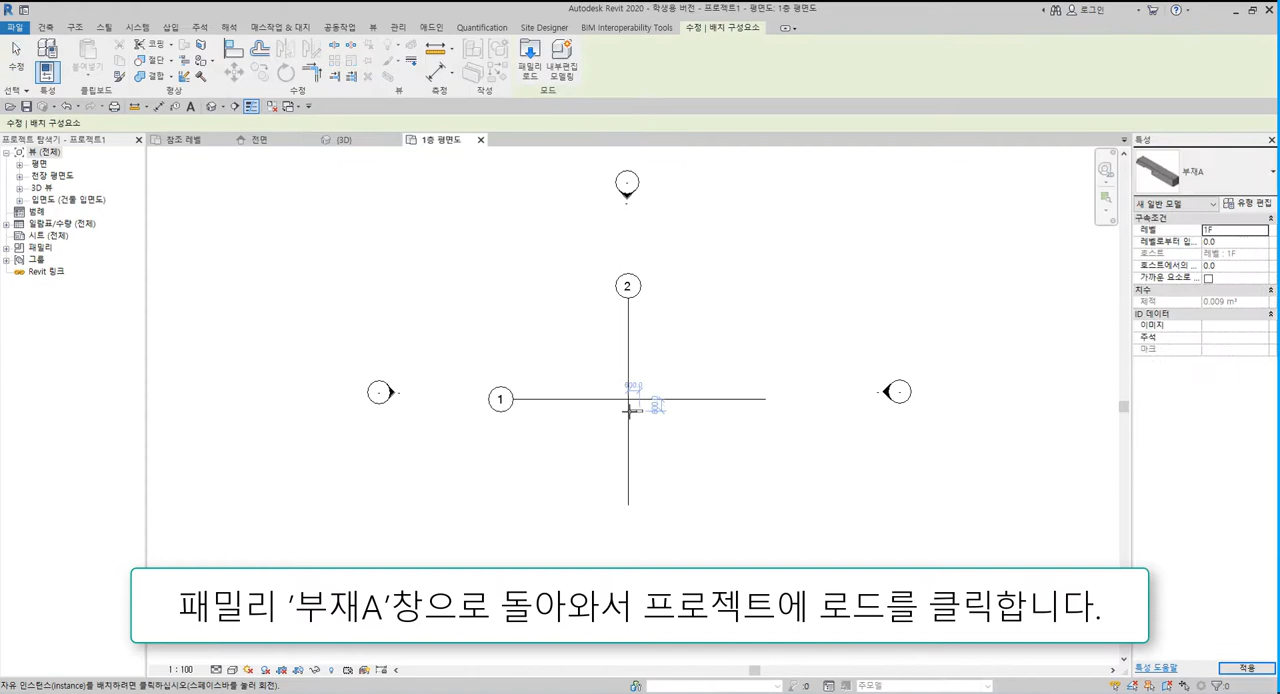 Autodesk Revit 2020 - 학생용 버전 - 프로젝트1 - 평면도: 1층 평면도
로그인
파일 건축 구조 스틸 시스템 삽입 주석 해석 매스작업 & 대지 공동작업 뷰 관리 애드인 Quantification Site Designer BIM Interoperability Tools 수정 | 배치 구성요소
수정
붙여넣기
코핑
절단
결합
패밀리 로드
내부편집 모델링
선택 특성 클립보드 형상 수정 뷰 측정 작성 모드
수정 | 배치 구성요소
프로젝트 탐색기 - 프로젝트1
뷰 (전체)
평면
천장 평면도
3D 뷰
입면도 (건물 입면도)
범례
일람표/수량 (전체)
시트 (전체)
패밀리
그룹
Revit 링크
참조 레벨 전면 (3D) 1층 평면도
2
1
600.0
특성
부재A
새 일반 모델 유형 편집
구속조건
레벨 1F
레벨로부터 입... 0.0
호스트 레벨 : 1F
호스트에서의 ... 0.0
가까운 요소로 ...
치수
체적 0.009 m³
ID 데이터
이미지
주석
마크
특성 도움말 적용
패밀리 '부재A'창으로 돌아와서 프로젝트에 로드를 클릭합니다.
1 : 100
자유 인스턴스(instance)를 배치하려면 클릭하십시오(스페이스바를 눌러 회전).
:0 주모델 :0